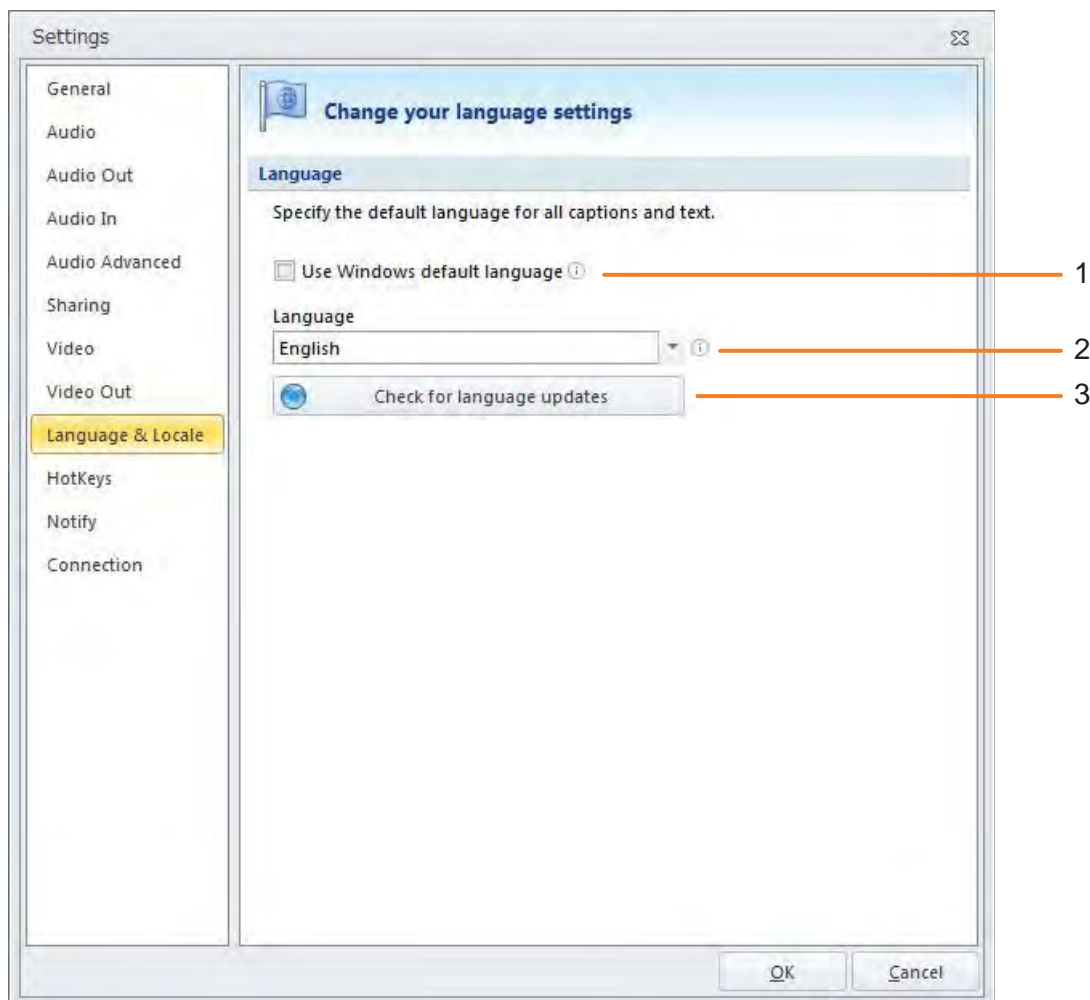 Settings
General
Audio
Audio Out
Audio In
Audio Advanced
Sharing
Video
Video Out
Language & Locale
HotKeys
Notify
Connection
Change your language settings
Language
Specify the default language for all captions and text.
Use Windows default language
1
Language
English
2
Check for language updates
3
OK
Cancel